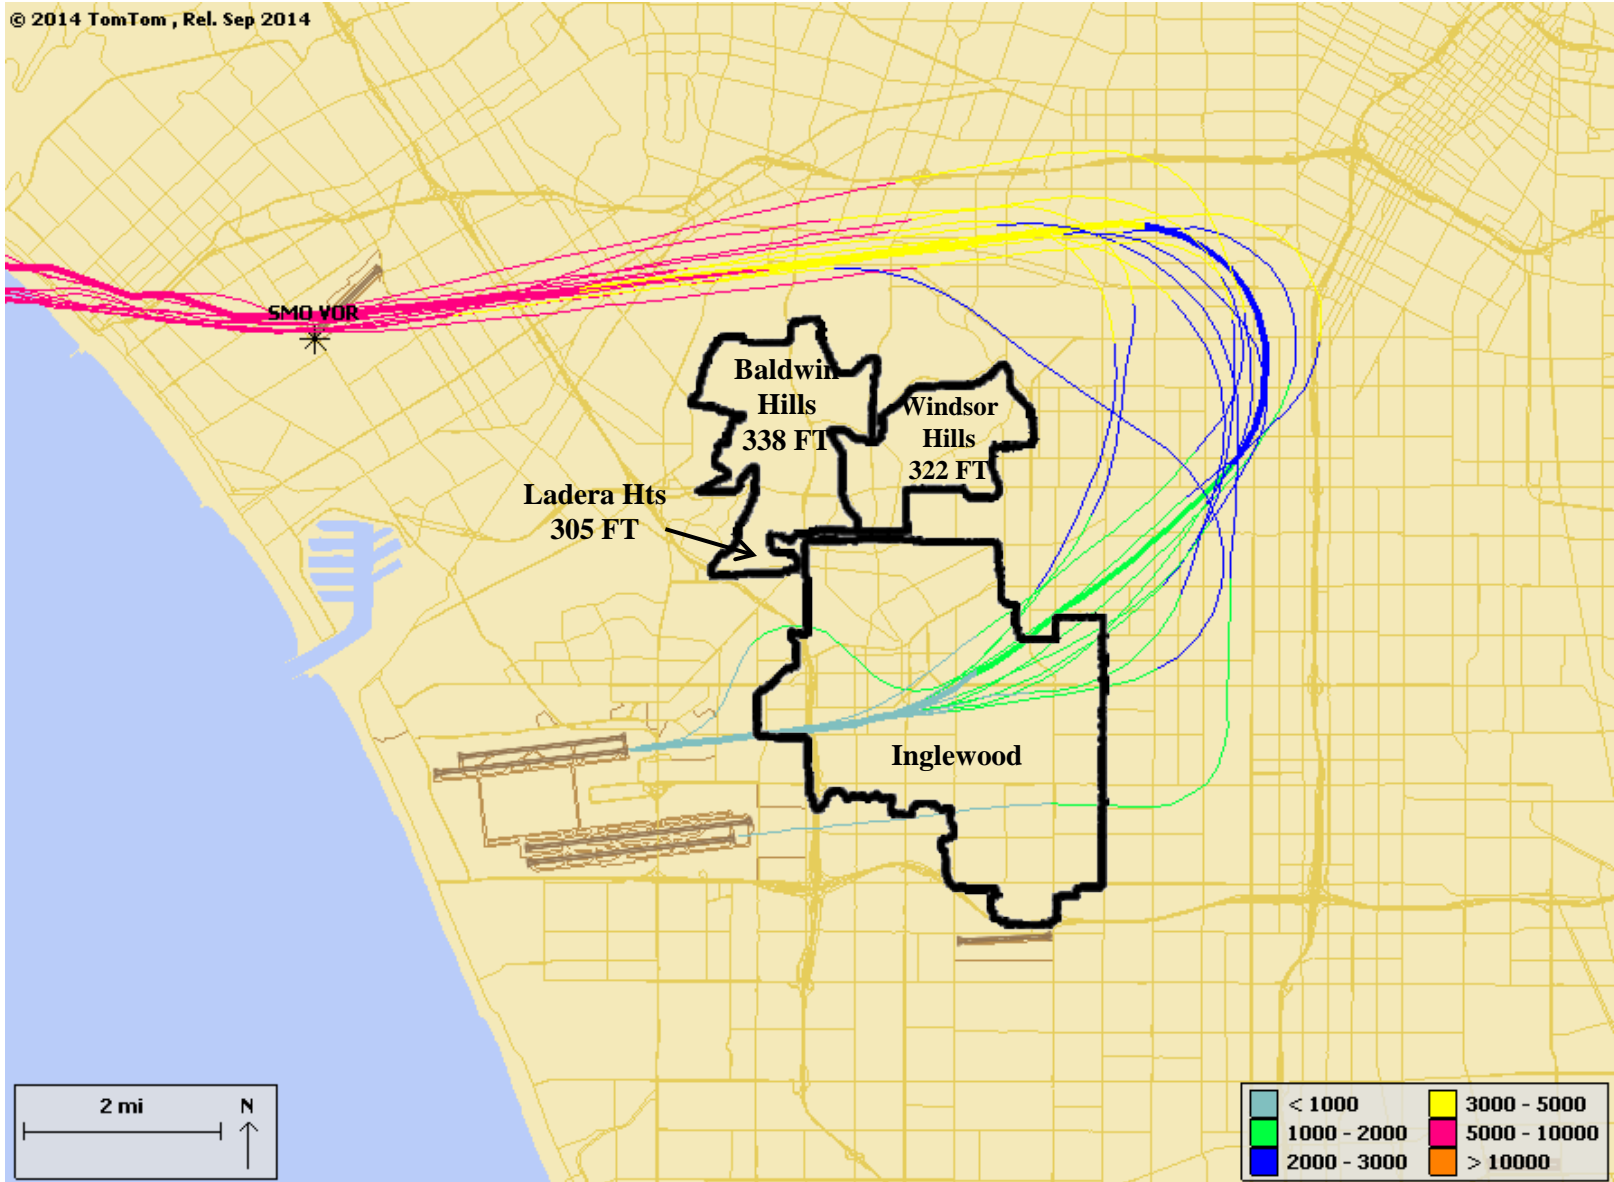 © 2014 TomTom , Rel. Sep 2014
SMO VOR
Baldwin
Hills
338 FT
Windsor
Hills
322 FT
Ladera Hts
305 FT
Inglewood
2 mi
N
< 1000
1000 - 2000
2000 - 3000
3000 - 5000
5000 - 10000
> 10000